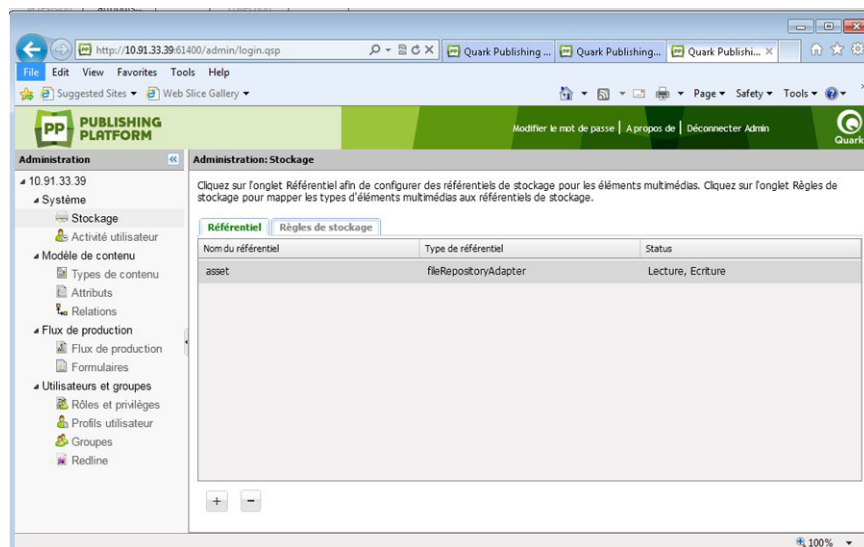 http://10.91.33.39:61400/admin/login.qsp
Quark Publishing ...
Quark Publishing...
Quark Publishi...
File Edit View Favorites Tools Help
Suggested Sites Web Slice Gallery
Page Safety Tools
PP PUBLISHING PLATFORM
Modifier le mot de passe | A propos de | Déconnecter Admin
Quark
Administration
Administration: Stockage
10.91.33.39
Système
Stockage
Activité utilisateur
Modèle de contenu
Types de contenu
Attributs
Relations
Flux de production
Flux de production
Formulaires
Utilisateurs et groupes
Rôles et privilèges
Profils utilisateur
Groupes
Redline
Cliquez sur l'onglet Référentiel afin de configurer des référentiels de stockage pour les éléments multimédias. Cliquez sur l'onglet Règles de
stockage pour mapper les types d'éléments multimédias aux référentiels de stockage.
Référentiel Règles de stockage
Nom du référentiel Type de référentiel Status
asset fileRepositoryAdapter Lecture, Ecriture
+ -
100%